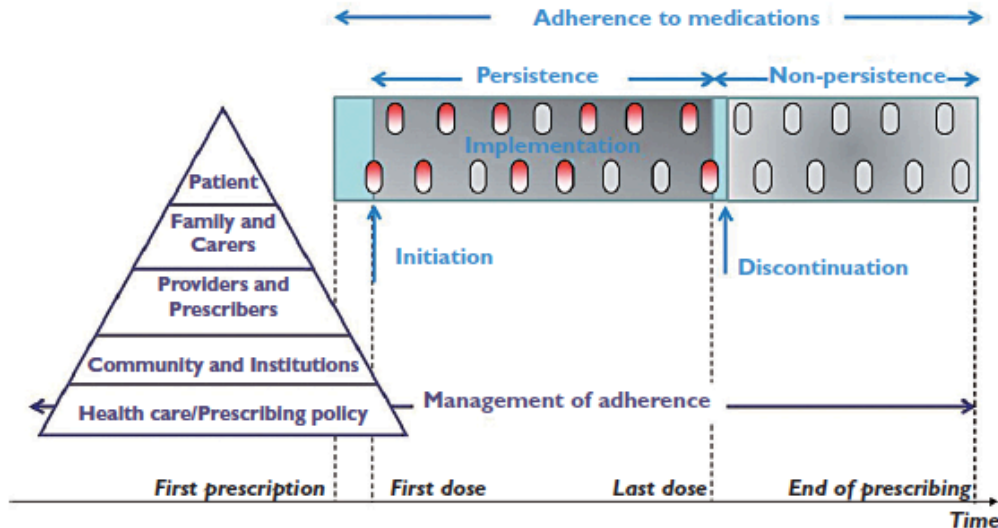 Adherence to medications
Persistence
Non-persistence
Implementation
Patient
Family and
Carers
Providers and
Prescribers
Community and Institutions
Health care/Prescribing policy
Initiation
Discontinuation
Management of adherence
First prescription
First dose
Last dose
End of prescribing
Time